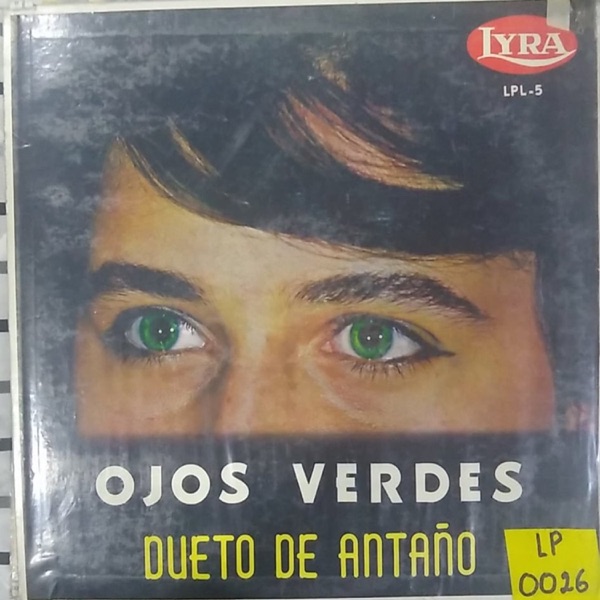 LYRA
LPL-5
OJOS VERDES
DUETO DE ANTAÑO
LP
0026